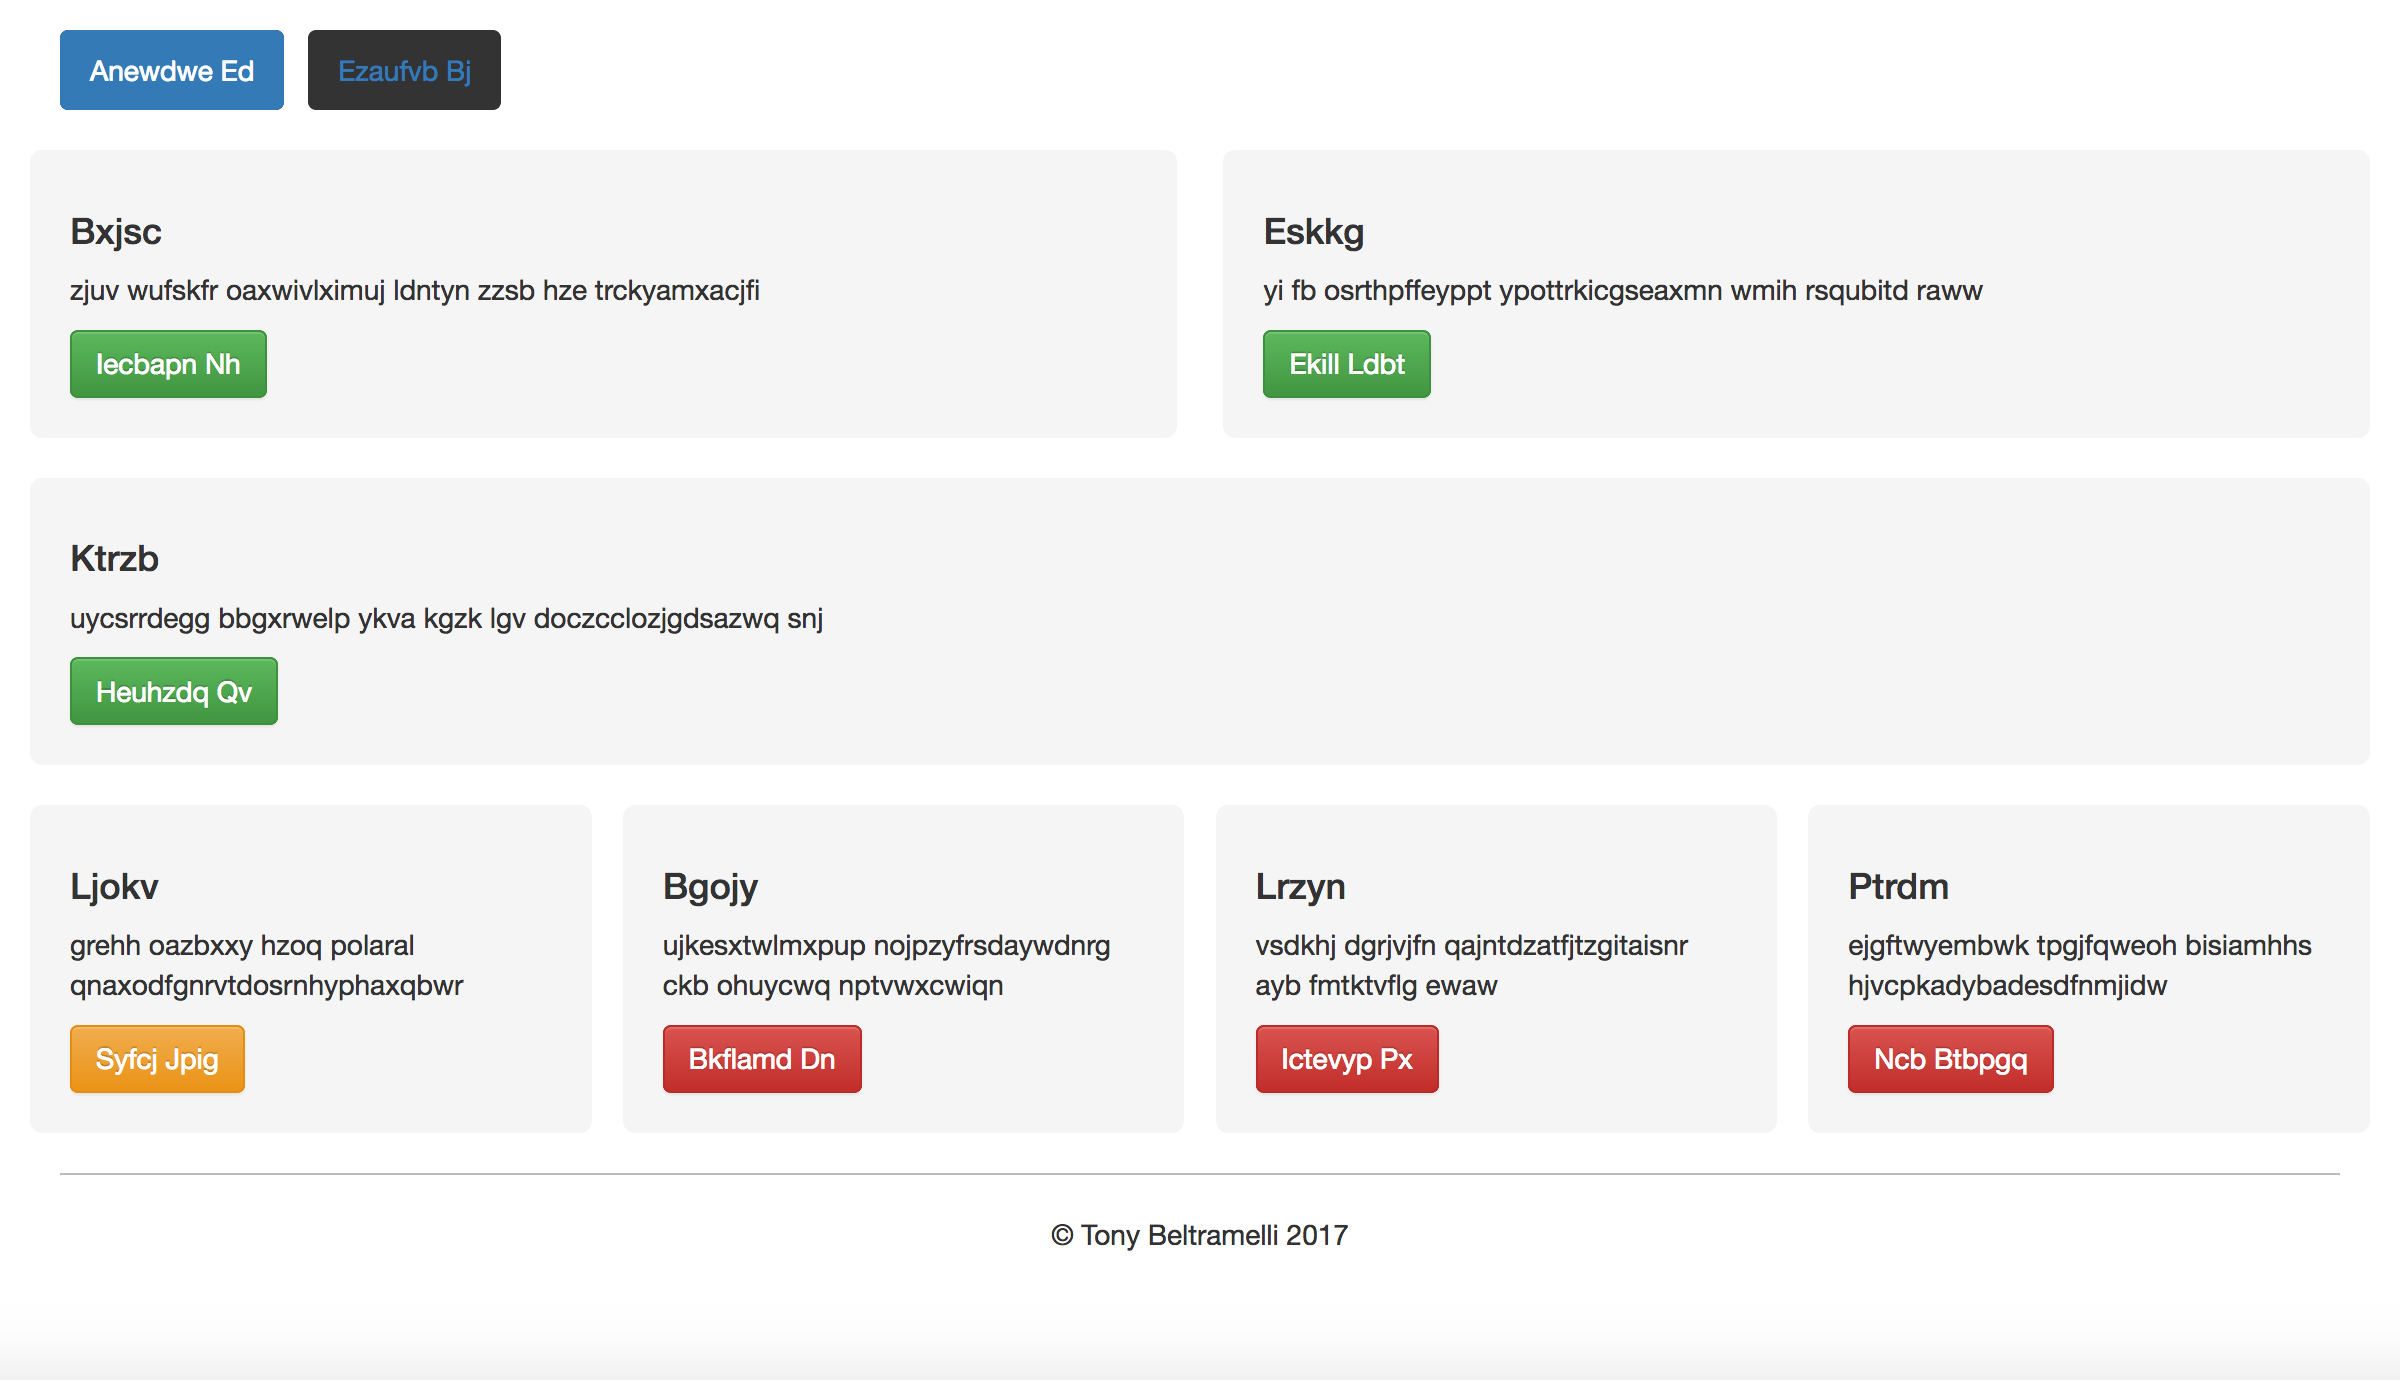 Anewdwe Ed
Ezaufvb Bj
Bxjsc
zjuv wufskfr oaxwivlximuj ldntyn zzsb hze trckyamxacjfi
Iecbapn Nh
Eskkg
yi fb osrthpffeyppt ypottrkicgseaxmn wmih rsqubitd raww
Ekill Ldbt
Ktrzb
uycsrrdegg bbgxrwelp ykva kgzk lgv doczcclozjgdsazwq snj
Heuhzdq Qv
Ljokv
grehh oazbxxy hzoq polaral
qnaxodfgnrvtdosrnhyphaxqbwr
Syfcj Jpig
Bgojy
ujkesxtwlmxpup nojpzyfrsdaywdnrg
ckb ohuycwq nptvwxcwiqn
Bkflamd Dn
Lrzyn
vsdkhj dgrjvjfn qajntdzatfjtzgitaisnr
ayb fmtktvflg ewaw
Ictevyp Px
Ptrdm
ejgftwyembwk tpgjfqweoh bisiamhhs
hjvcpkadybadesdfnmjidw
Ncb Btbpgq
© Tony Beltramelli 2017